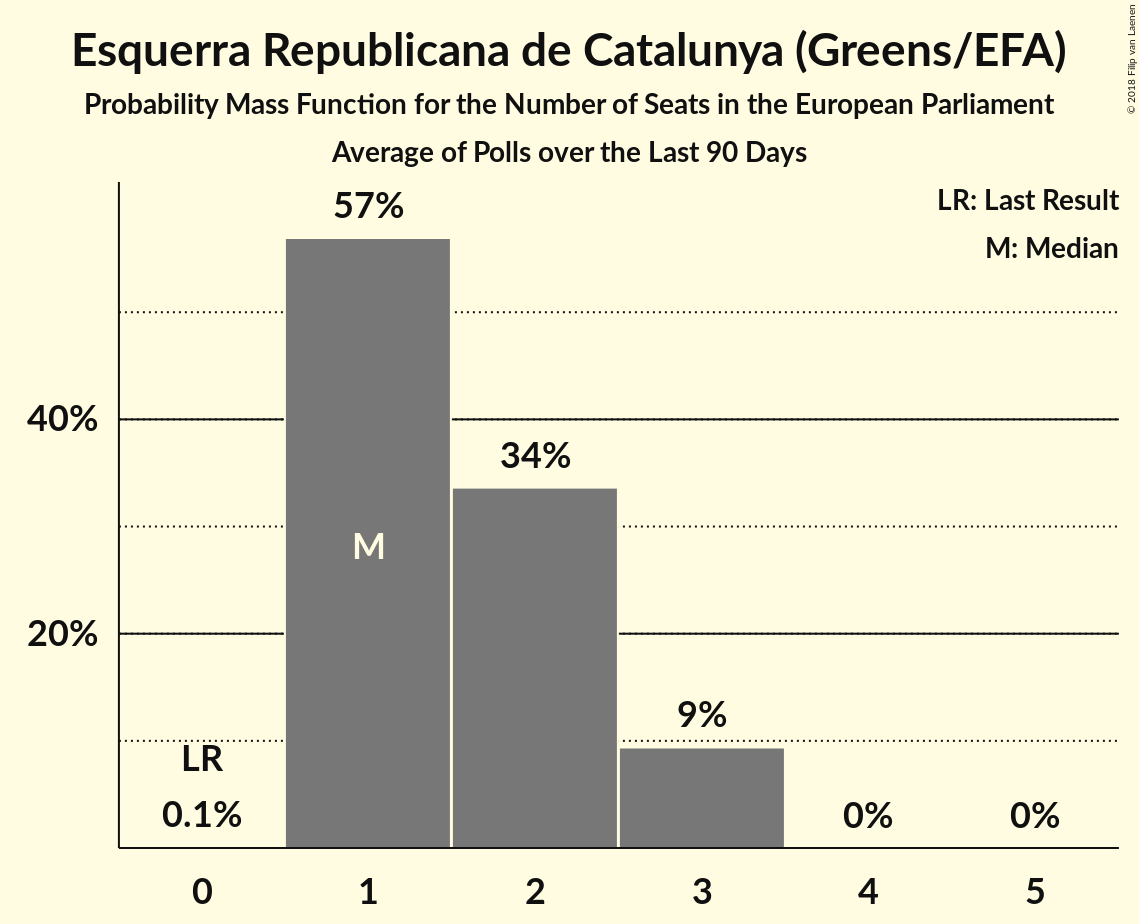 Esquerra Republicana de Catalunya (Greens/EFA)
Probability Mass Function for the Number of Seats in the European Parliament
Average of Polls over the Last 90 Days
© 2018 Filip van Laenen
LR: Last Result
M: Median
57%
40%
34%
M
20%
9%
LR
0.1%
0%
0%
0
1
2
3
4
5